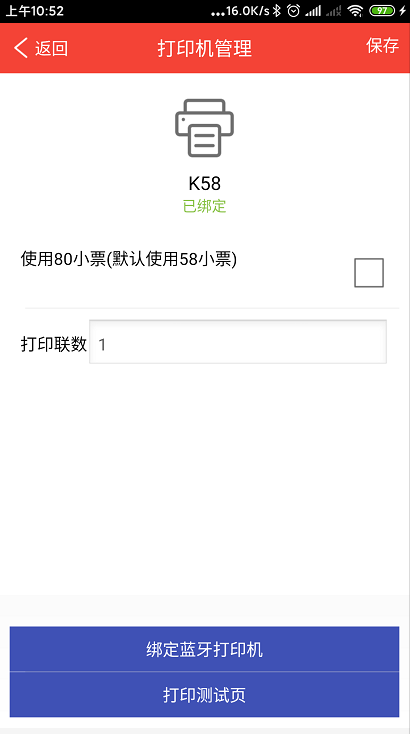 上午10:52
...16.0K/s
97
返回
打印机管理
保存
K58
已绑定
使用80小票(默认使用58小票)
打印联数
1
绑定蓝牙打印机
打印测试页